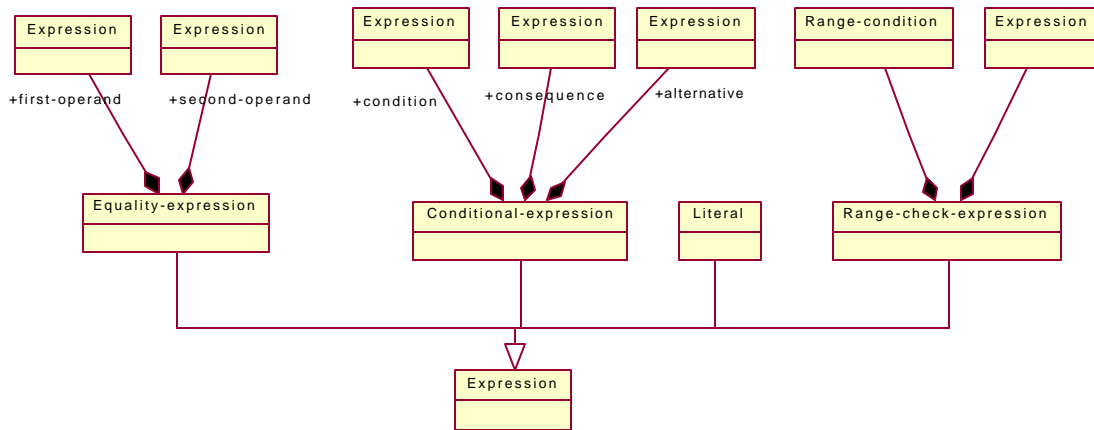 Expression
Expression
Expression
Expression
Expression
Range-condition
Expression
+first-operand
+second-operand
+condition
+consequence
+alternative
Equality-expression
Conditional-expression
Literal
Range-check-expression
Expression